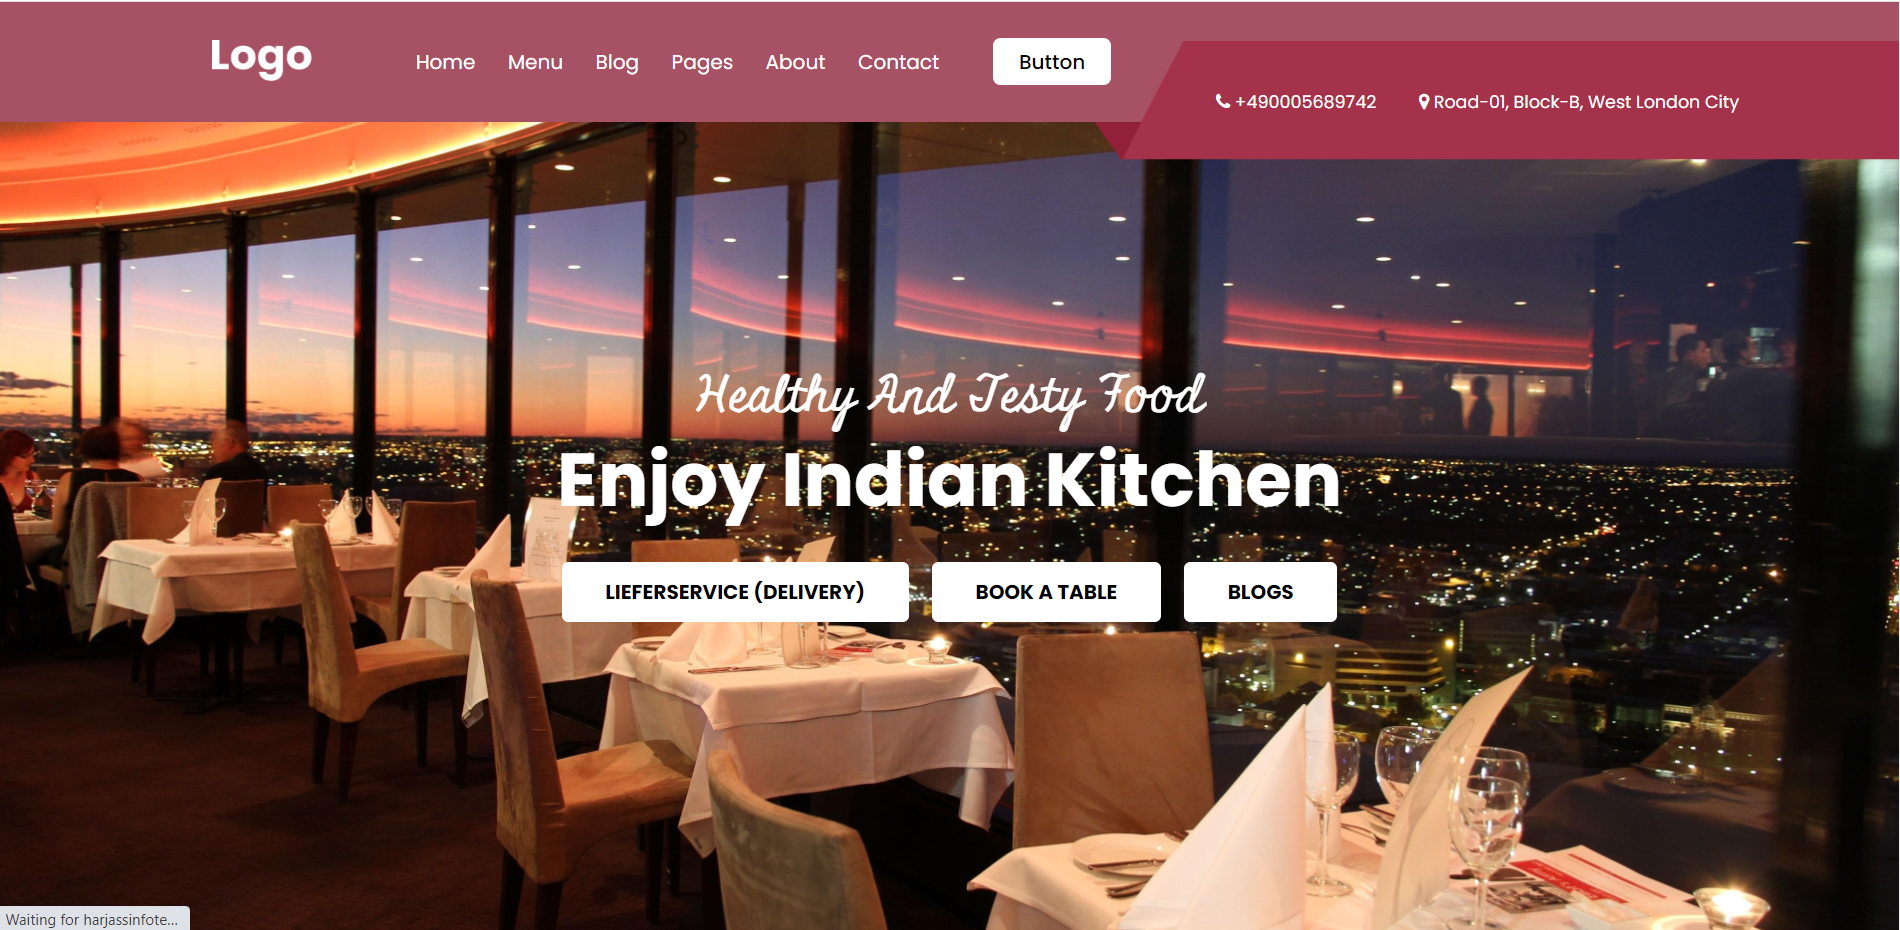 Logo
Home Menu Blog Pages About Contact Button
+490005689742 Road-01, Block-B, West London City
Healthy And Testy Food
Enjoy Indian Kitchen
LIEFERSERVICE (DELIVERY) BOOK A TABLE BLOGS
Waiting for harjassinfote...